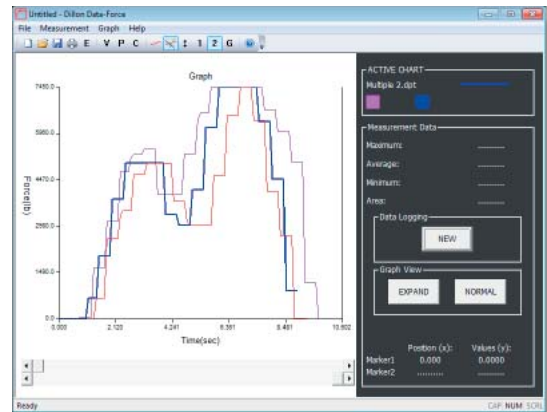 Untitled - Dillon Data-Force
File Measurement Graph Help
E V P C 1 2 G
Graph
7450.0
5960.0
4470.0
2980.0
1490.0
0.0
Force(lb)
0.000 2.120 4.241 6.361 8.481 10.602
Time(sec)
ACTIVE CHART
Multiple 2.dpt
Measurement Data
Maximum: ..........
Average: ..........
Minimum: ..........
Area: ..........
Data Logging
NEW
Graph View
EXPAND NORMAL
Position (x): Values (y):
Marker1 0.000 0.0000
Marker2 .......... ..........
Ready CAP NUM SCRL